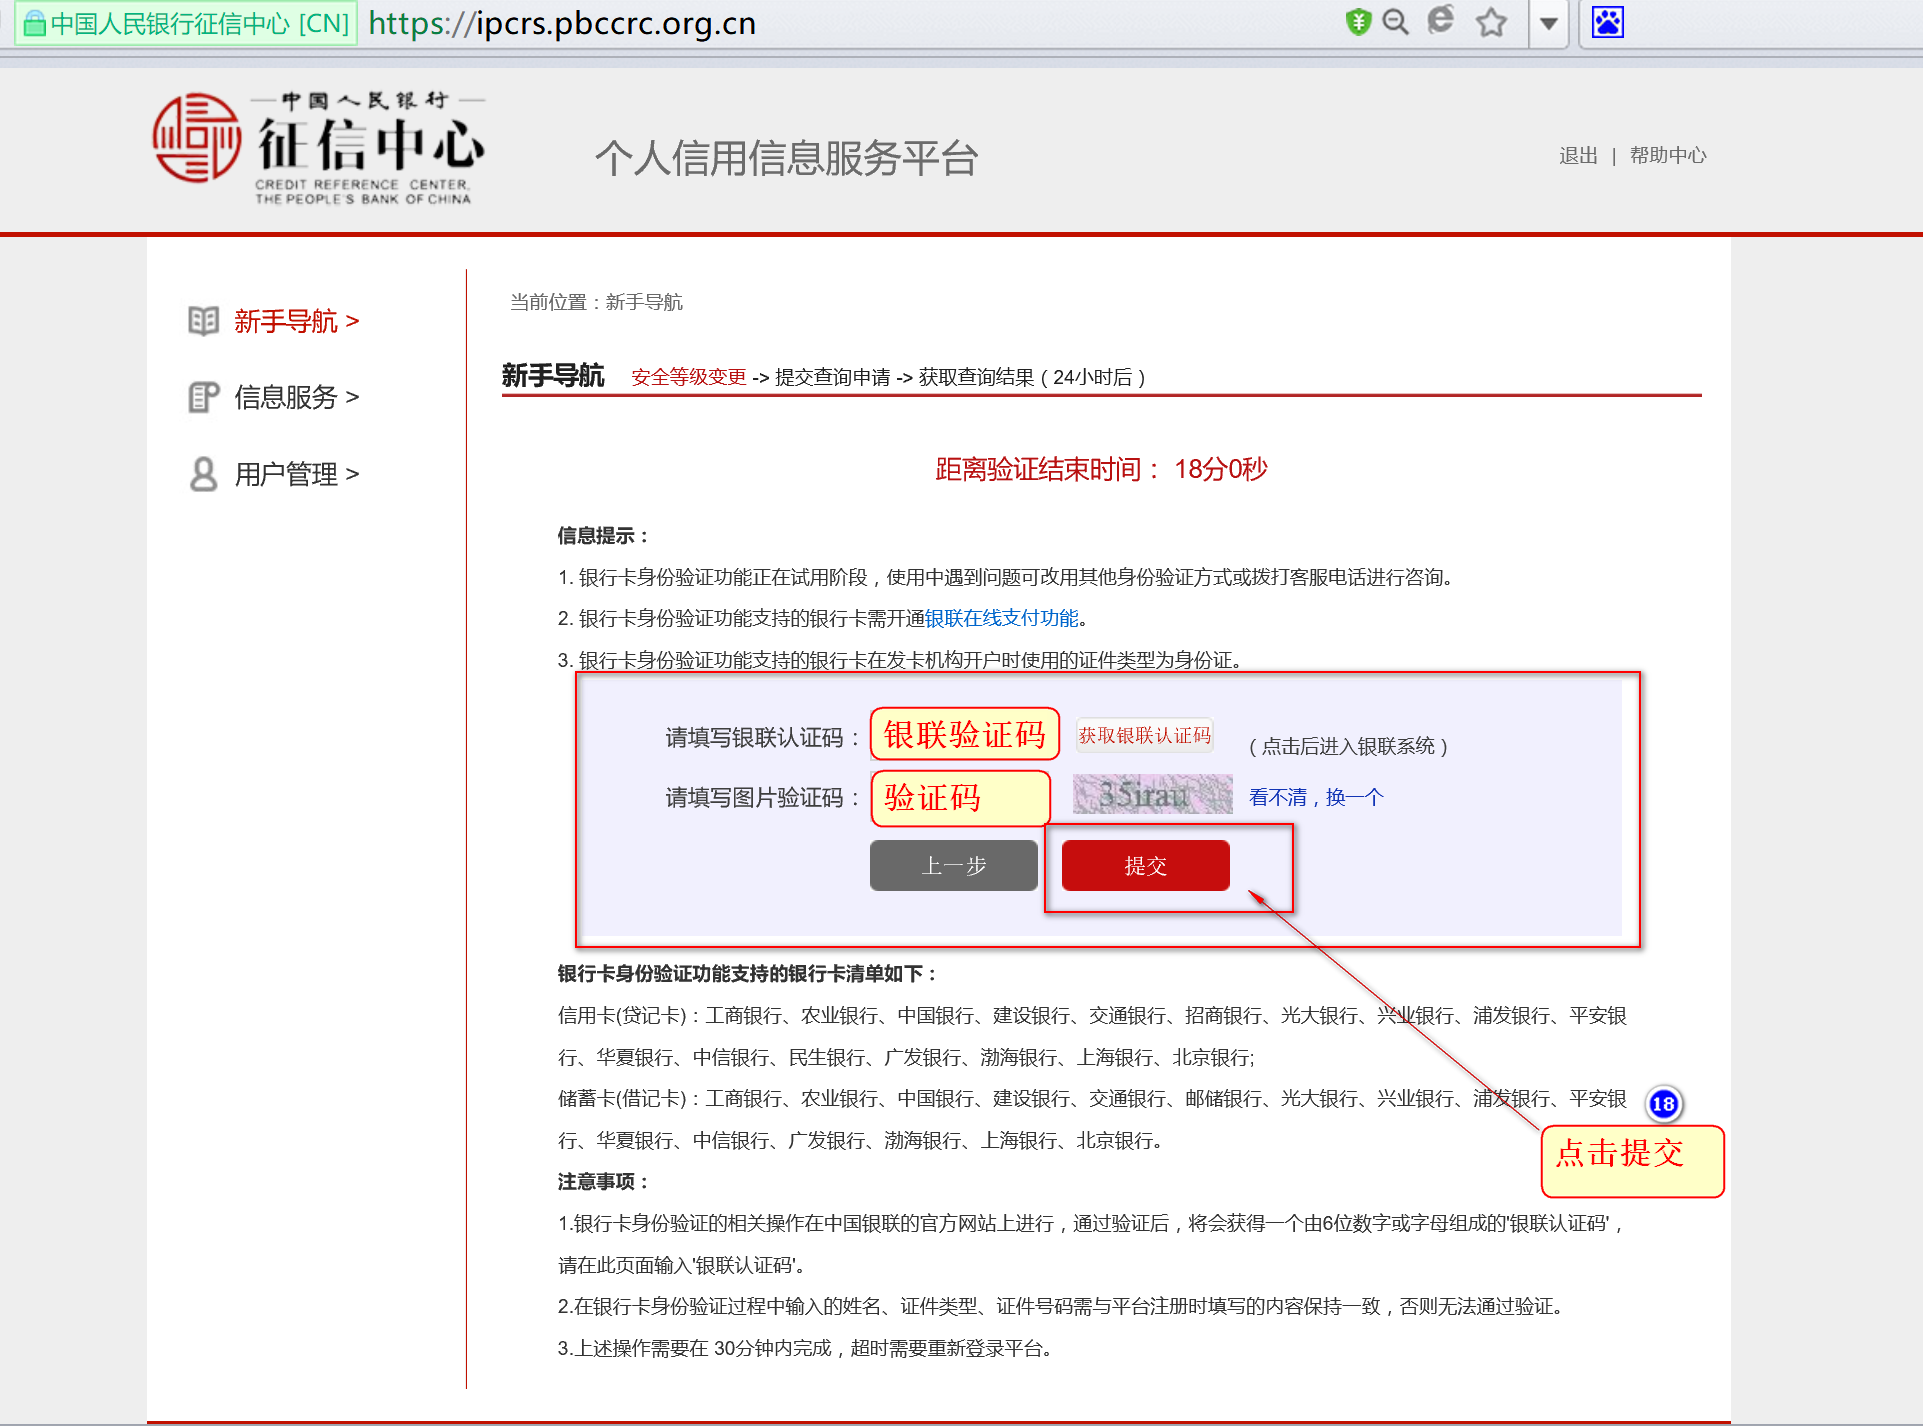 中国人民银行征信中心 [CN] https://ipcrs.pbccrc.org.cn
中国人民银行
征信中心
CREDIT REFERENCE CENTER,
THE PEOPLE'S BANK OF CHINA
个人信用信息服务平台
退出 | 帮助中心
新手导航 >
信息服务 >
用户管理 >
当前位置：新手导航
新手导航 安全等级变更 -> 提交查询申请 -> 获取查询结果（24小时后）
距离验证结束时间： 18分0秒
信息提示：
1. 银行卡身份验证功能正在试用阶段，使用中遇到问题可改用其他身份验证方式或拨打客服电话进行咨询。
2. 银行卡身份验证功能支持的银行卡需开通银联在线支付功能。
3. 银行卡身份验证功能支持的银行卡在发卡机构开户时使用的证件类型为身份证。
请填写银联认证码： 银联验证码 获取银联认证码 （点击后进入银联系统）
请填写图片验证码： 验证码 35irau 看不清，换一个
上一步 提交
银行卡身份验证功能支持的银行卡清单如下：
信用卡(贷记卡)：工商银行、农业银行、中国银行、建设银行、交通银行、招商银行、光大银行、兴业银行、浦发银行、平安银
行、华夏银行、中信银行、民生银行、广发银行、渤海银行、上海银行、北京银行;
储蓄卡(借记卡)：工商银行、农业银行、中国银行、建设银行、交通银行、邮储银行、光大银行、兴业银行、浦发银行、平安银
行、华夏银行、中信银行、广发银行、渤海银行、上海银行、北京银行。
18
点击提交
注意事项：
1.银行卡身份验证的相关操作在中国银联的官方网站上进行，通过验证后，将会获得一个由6位数字或字母组成的'银联认证码'，
请在此页面输入'银联认证码'。
2.在银行卡身份验证过程中输入的姓名、证件类型、证件号码需与平台注册时填写的内容保持一致，否则无法通过验证。
3.上述操作需要在 30分钟内完成，超时需要重新登录平台。